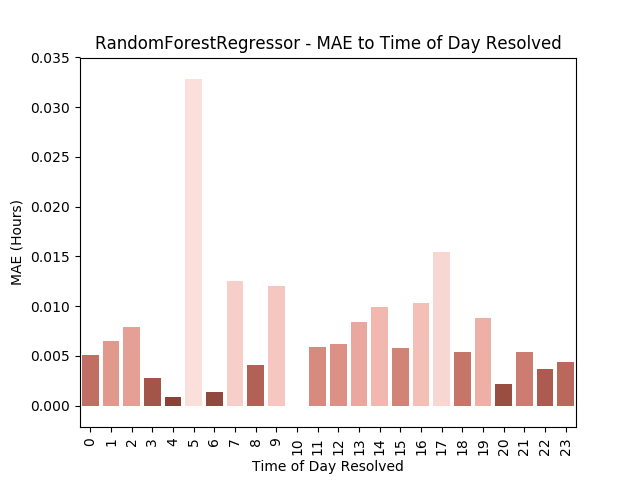 RandomForestRegressor - MAE to Time of Day Resolved
0.035
0.030
0.025
0.020
0.015
0.010
0.005
0.000
MAE (Hours)
0 1 2 3 4 5 6 7 8 9 10 11 12 13 14 15 16 17 18 19 20 21 22 23
Time of Day Resolved